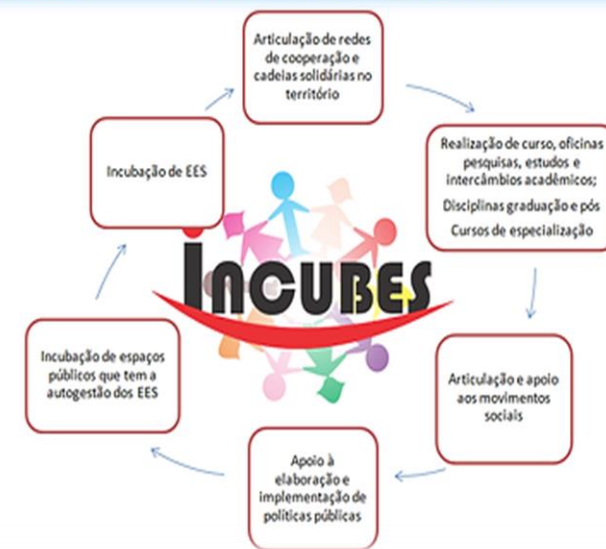 Articulação de redes
de cooperação e
cadeias solidárias no
território
Realização de curso, oficinas
pesquisas, estudos e
intercâmbios acadêmicos;
Disciplinas graduação e pós
Cursos de especialização
Articulação e apoio
aos movimentos
sociais
Apoio à
elaboração e
implementação de
políticas públicas
Incubação de espaços
públicos que tem a
autogestão dos EES
Incubação de EES
INCUBES